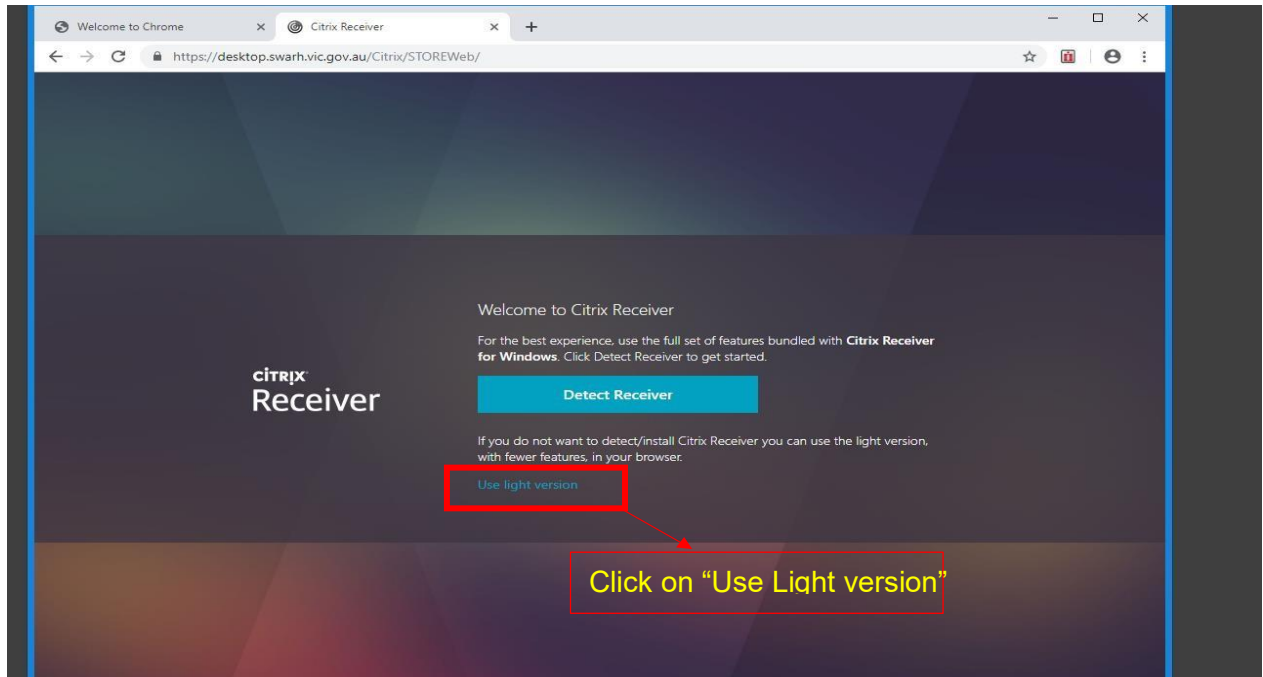 Welcome to Chrome
Citrix Receiver
https://desktop.swarh.vic.gov.au/Citrix/STOREWeb/
Welcome to Citrix Receiver
For the best experience, use the full set of features bundled with Citrix Receiver
for Windows. Click Detect Receiver to get started.
CITRIX
Receiver
Detect Receiver
If you do not want to detect/install Citrix Receiver you can use the light version,
with fewer features, in your browser.
Use light version
Click on “Use Light version”